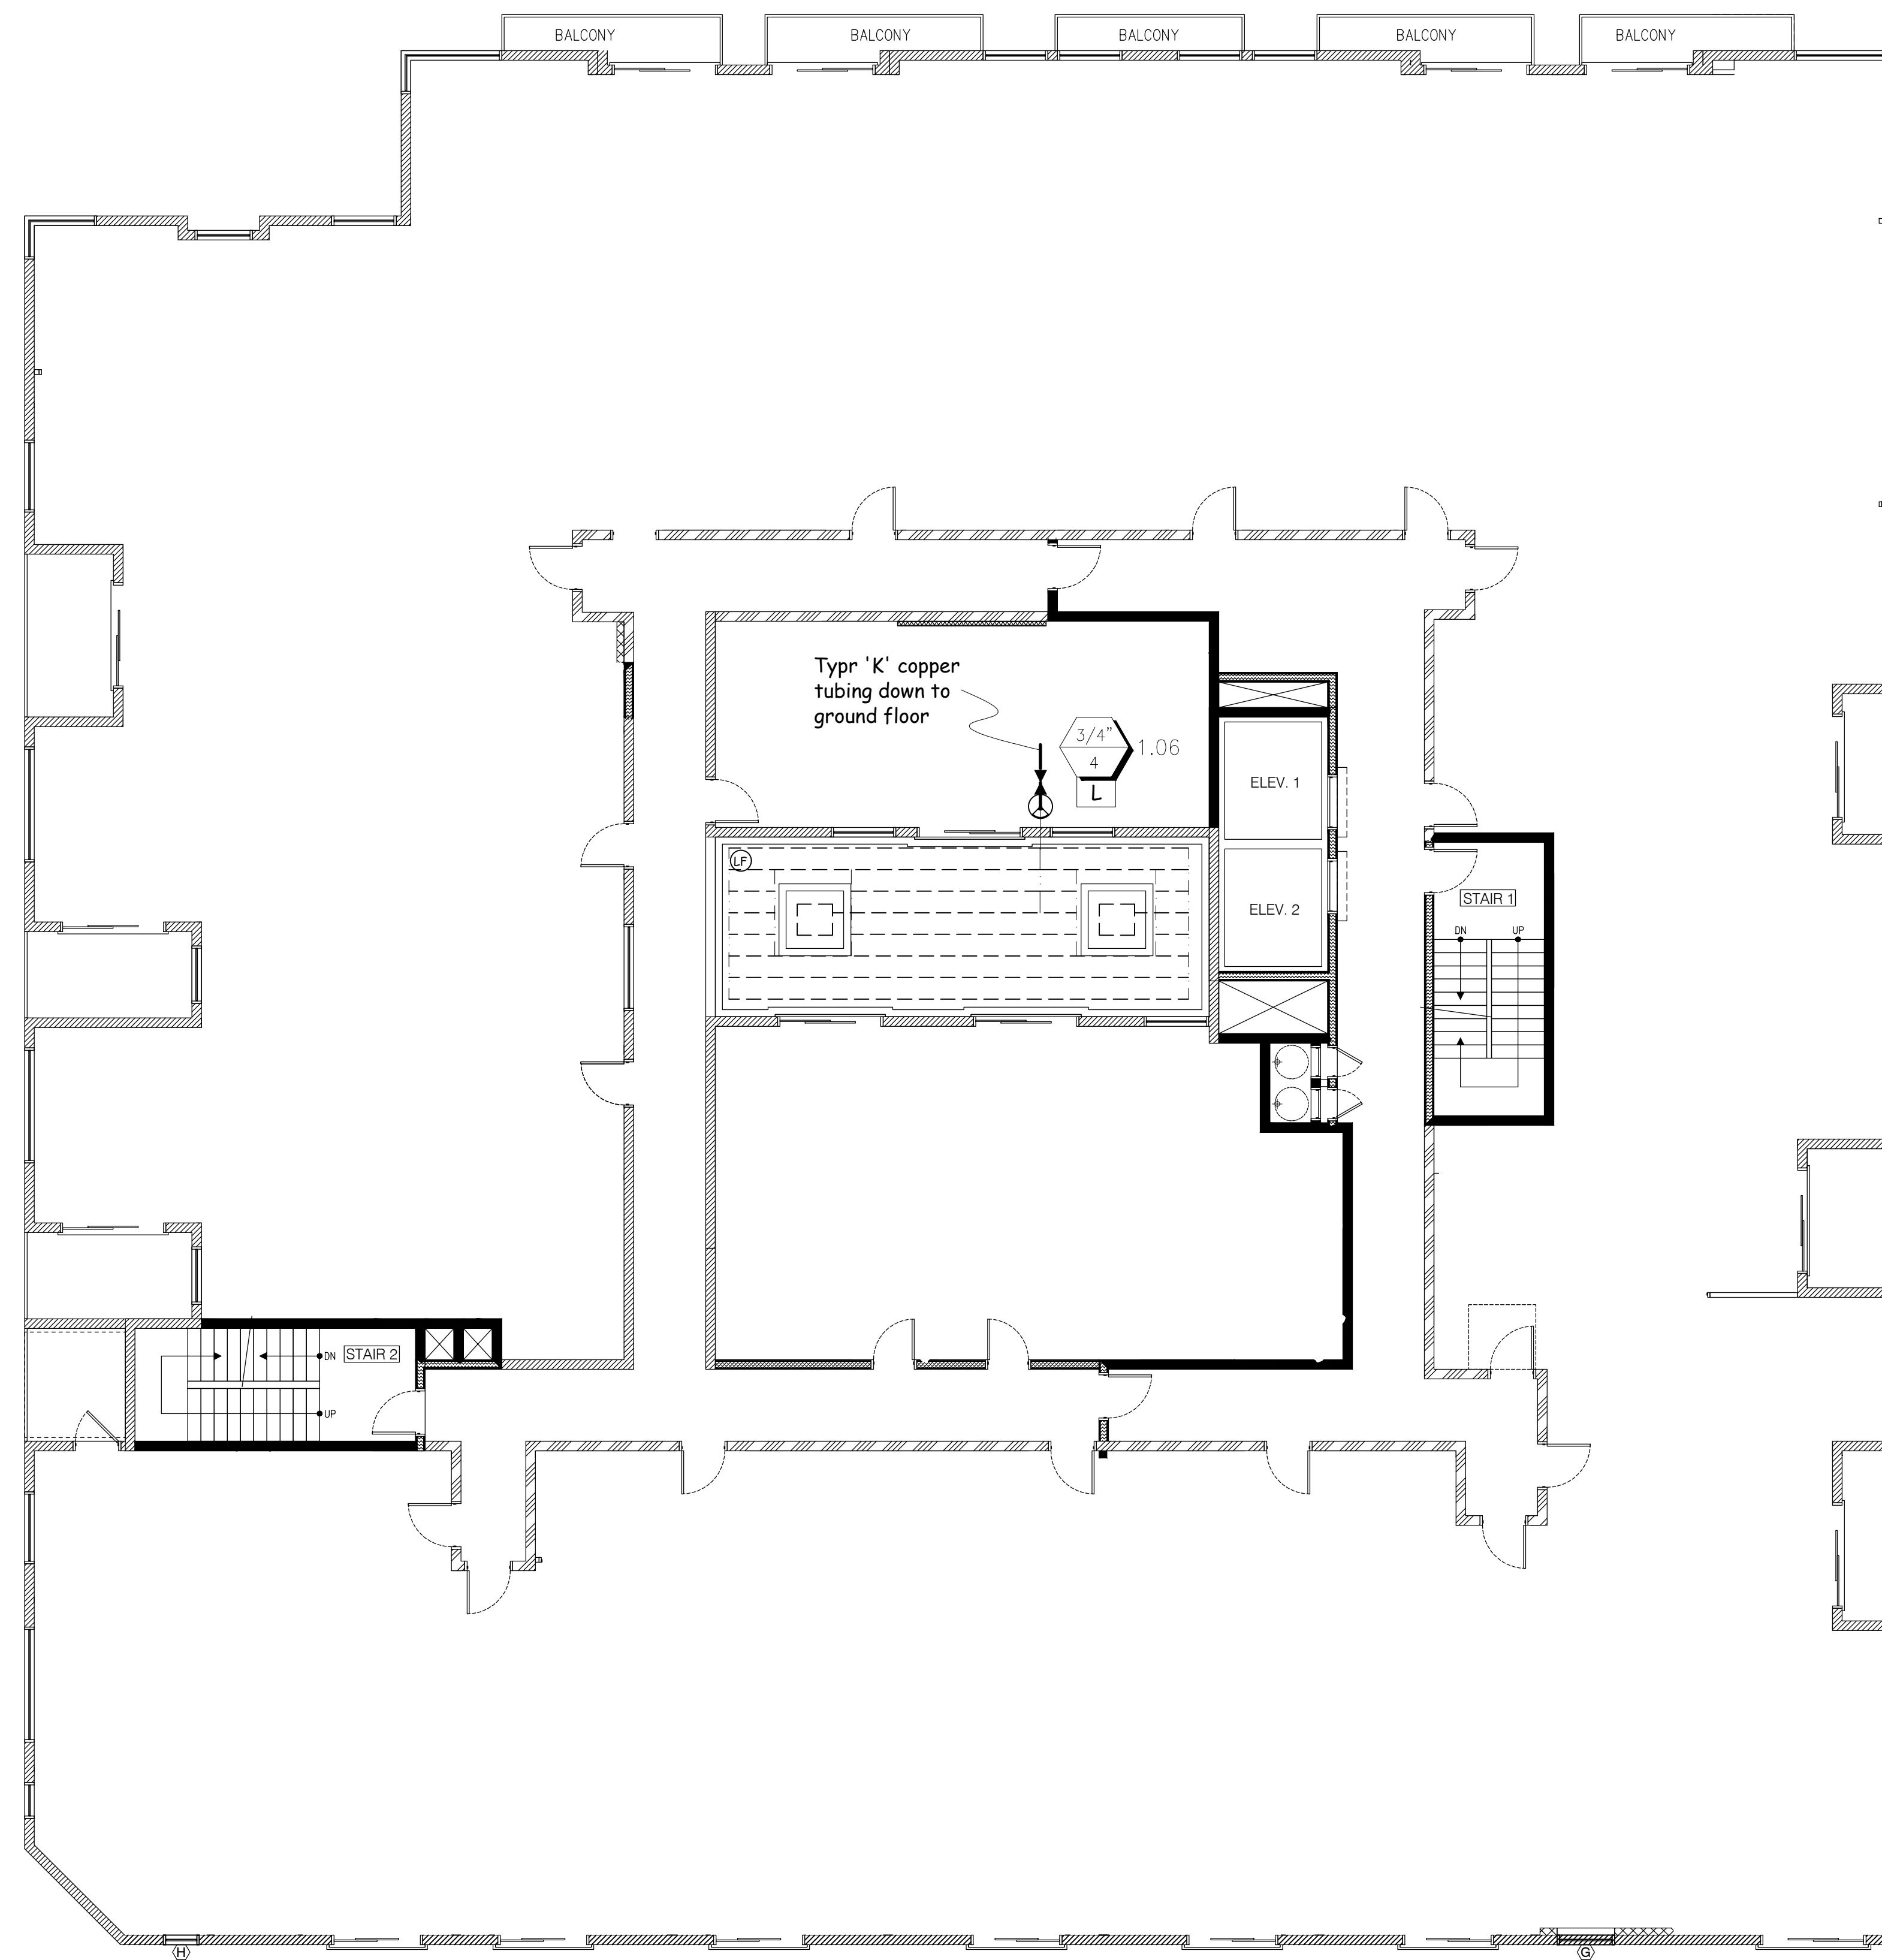 BALCONY
BALCONY
BALCONY
BALCONY
BALCONY
Typr 'K' copper
tubing down to
ground floor
3/4"
4
1.06
L
ELEV. 1
LF
ELEV. 2
STAIR 1
DN
UP
DN
STAIR 2
UP
H
G